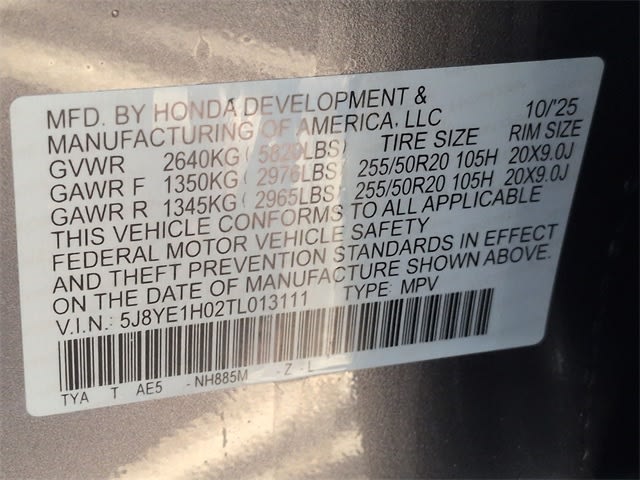 MFD. BY HONDA DEVELOPMENT & 10/'25
MANUFACTURING OF AMERICA, LLC TIRE SIZE RIM SIZE
GVWR 2640KG ( 5820LBS)
GAWR F 1350KG ( 2976LBS) 255/50R20 105H 20X9.0J
GAWR R 1345KG ( 2965LBS) 255/50R20 105H 20X9.0J
THIS VEHICLE CONFORMS TO ALL APPLICABLE
FEDERAL MOTOR VEHICLE SAFETY
AND THEFT PREVENTION STANDARDS IN EFFECT
ON THE DATE OF MANUFACTURE SHOWN ABOVE.
V.I.N.: 5J8YE1H02TL013111 TYPE: MPV
TYA T AE5 -NH885M -Z-L